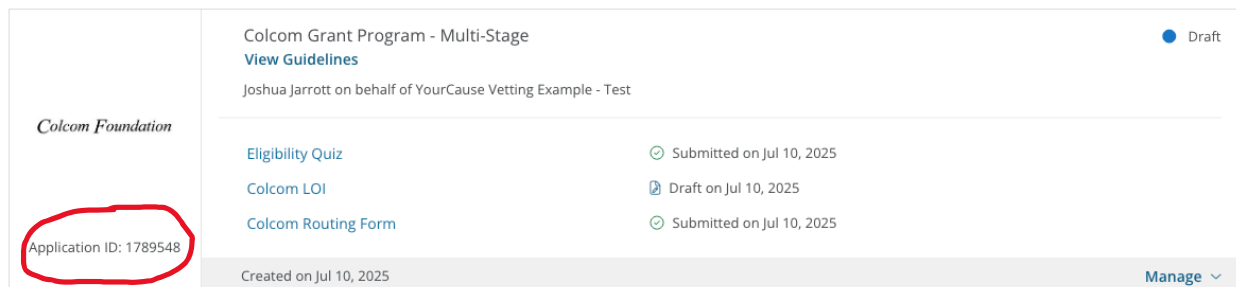 Colcom Grant Program - Multi-Stage
Draft
View Guidelines
Joshua Jarrott on behalf of YourCause Vetting Example - Test
Colcom Foundation
Eligibility Quiz
Submitted on Jul 10, 2025
Colcom LOI
Draft on Jul 10, 2025
Colcom Routing Form
Submitted on Jul 10, 2025
Application ID: 1789548
Created on Jul 10, 2025
Manage